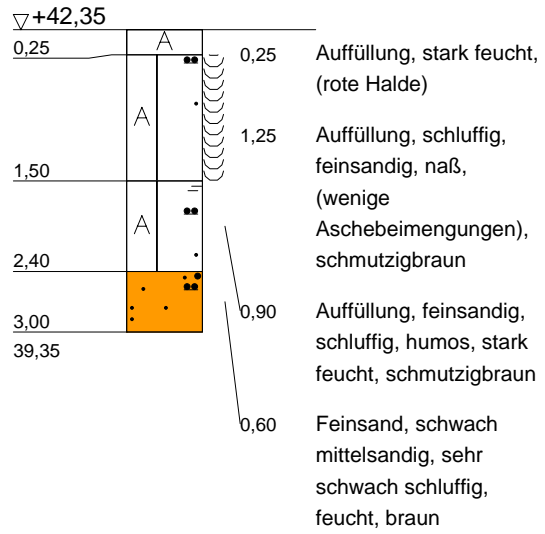 +42,35
A
0,25
0,25
Auffüllung, stark feucht,
(rote Halde)
A
1,25
Auffüllung, schluffig,
feinsandig, naß,
(wenige
Aschebeimengungen),
schmutzigbraun
1,50
A
2,40
0,90
Auffüllung, feinsandig,
schluffig, humos, stark
feucht, schmutzigbraun
3,00
39,35
0,60
Feinsand, schwach
mittelsandig, sehr
schwach schluffig,
feucht, braun